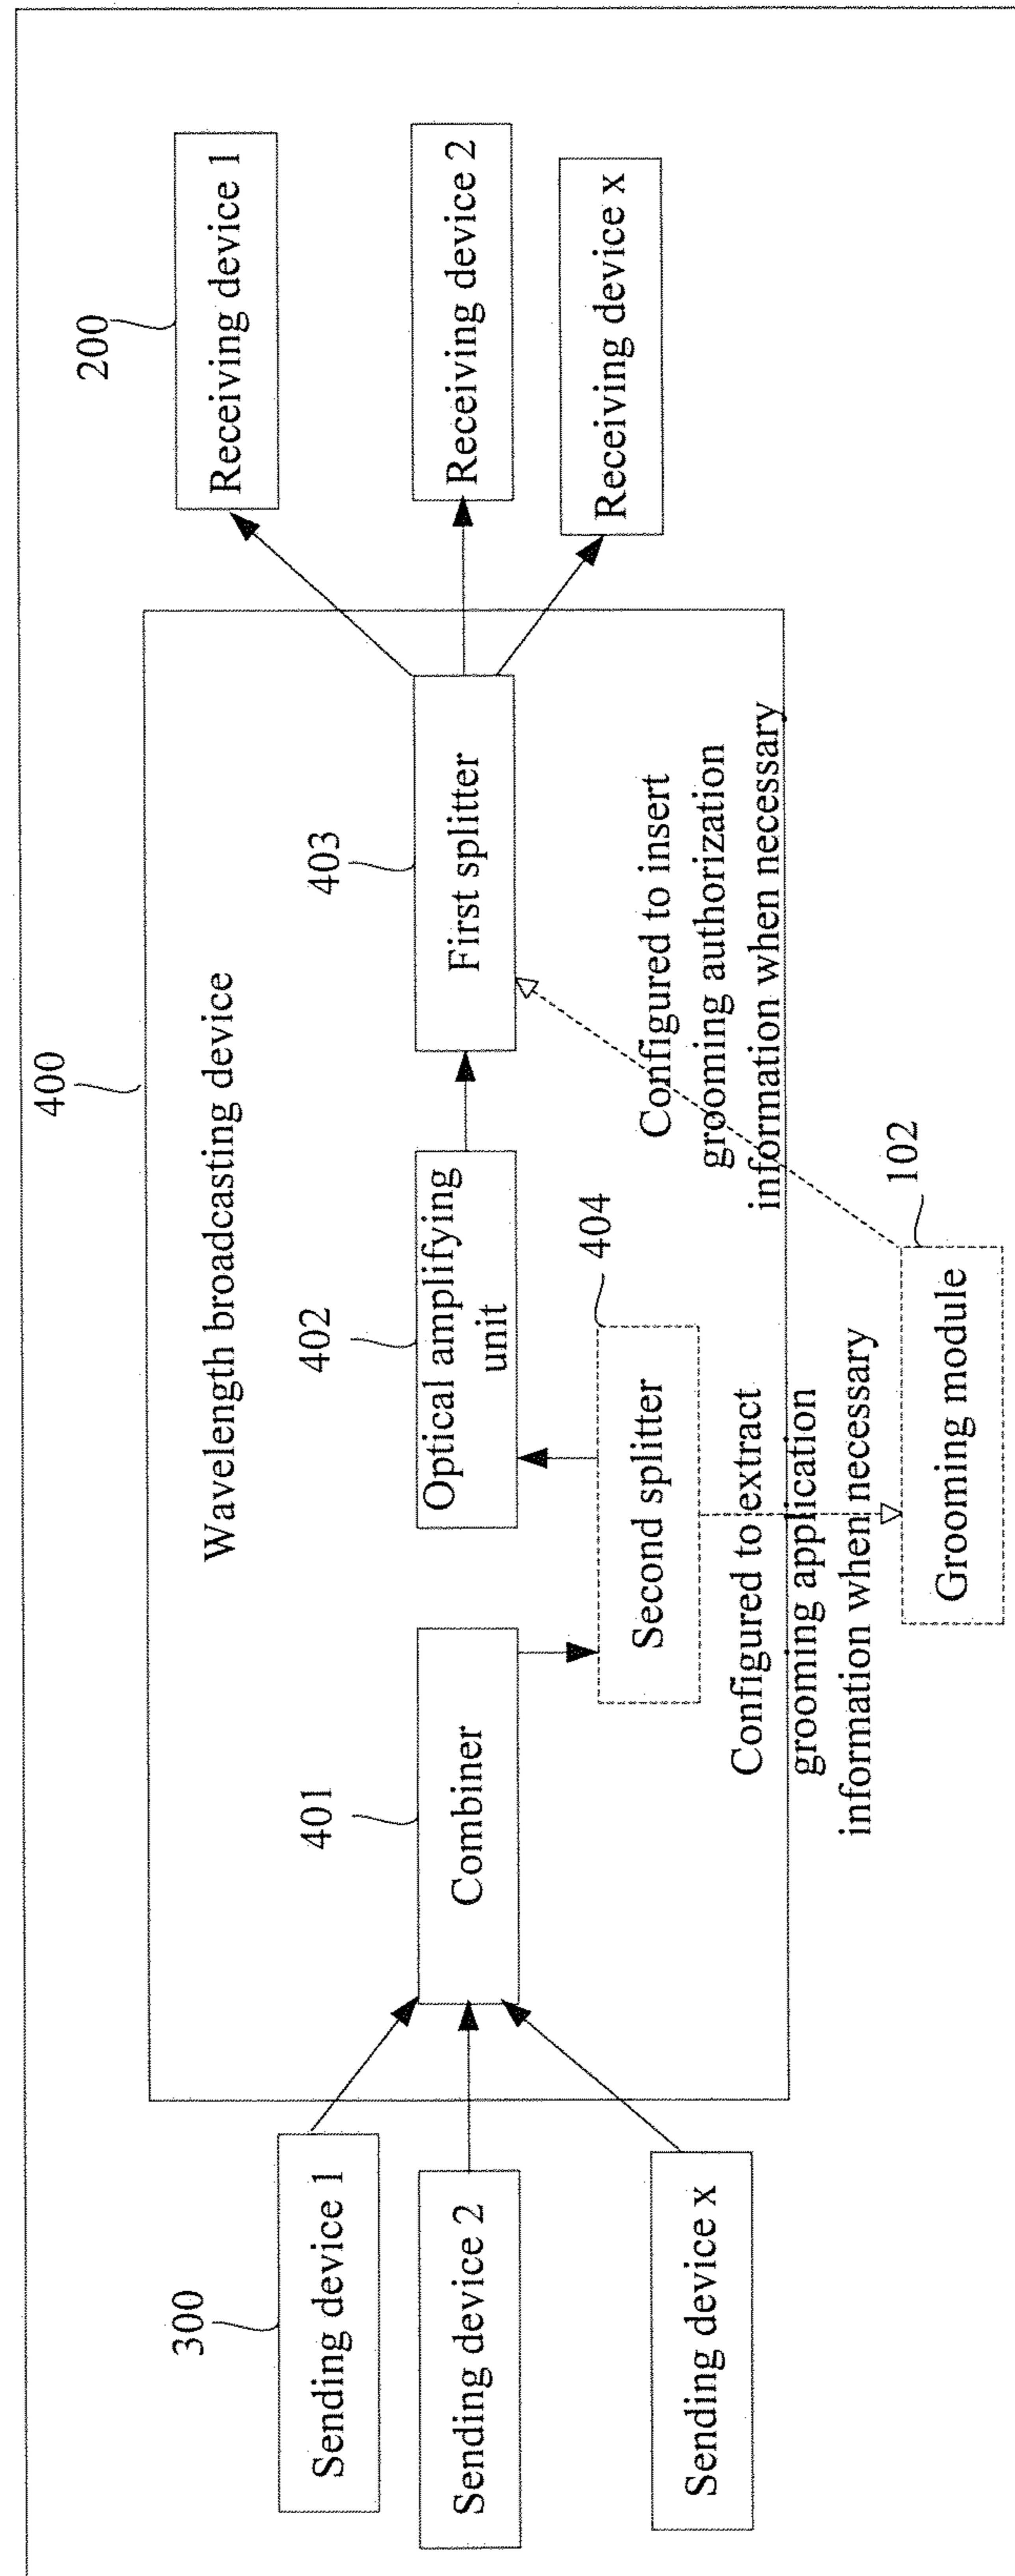 400
Wavelength broadcasting device
300
Sending device 1
Sending device 2
Sending device x
401
Combiner
402
Optical amplifying
unit
404
Second splitter
403
First splitter
200
Receiving device 1
Receiving device 2
Receiving device x
Configured to extract
grooming application
information when necessary
Configured to insert
grooming authorization
information when necessary
102
Grooming module